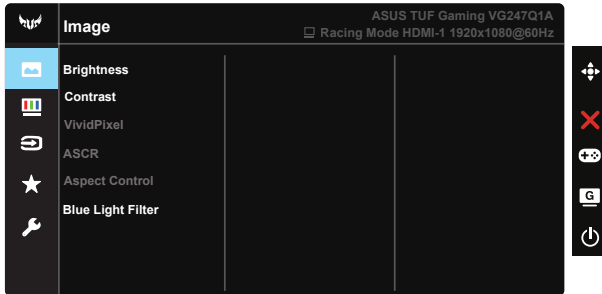 Image
ASUS TUF Gaming VG247Q1A
Racing Mode HDMI-1 1920x1080@60Hz
Brightness
Contrast
VividPixel
ASCR
Aspect Control
Blue Light Filter
G